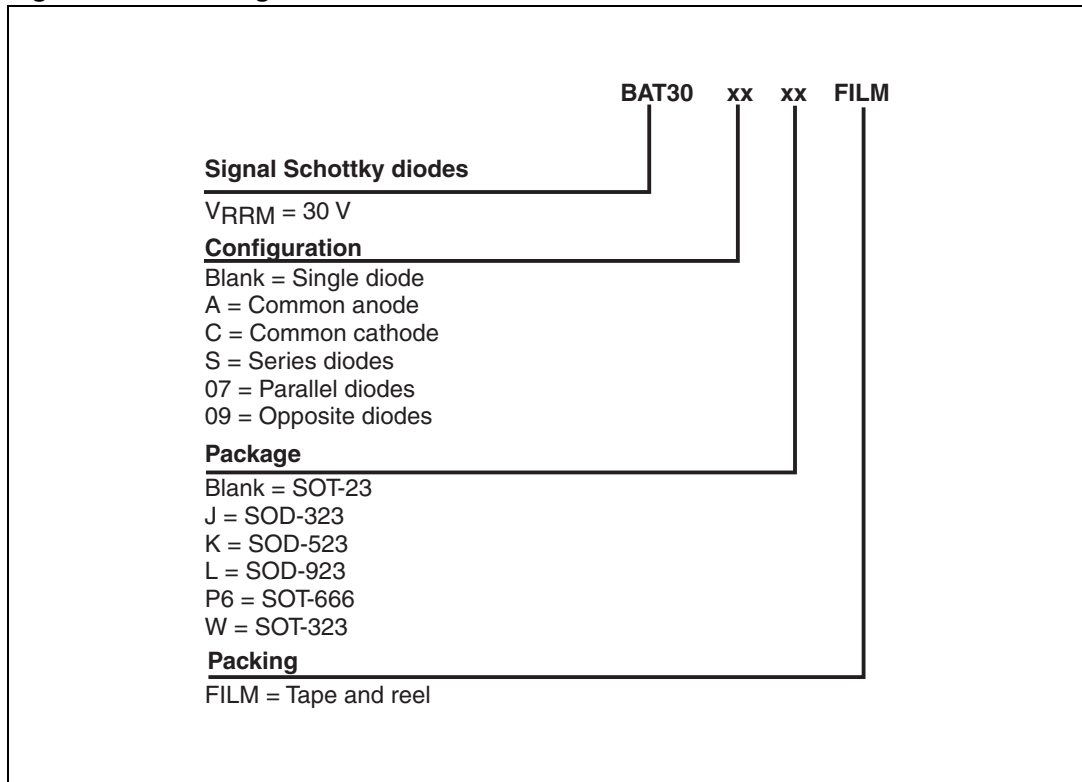 BAT30 xx xx FILM
Signal Schottky diodes
VRRM = 30 V
Configuration
Blank = Single diode
A = Common anode
C = Common cathode
S = Series diodes
07 = Parallel diodes
09 = Opposite diodes
Package
Blank = SOT-23
J = SOD-323
K = SOD-523
L = SOD-923
P6 = SOT-666
W = SOT-323
Packing
FILM = Tape and reel